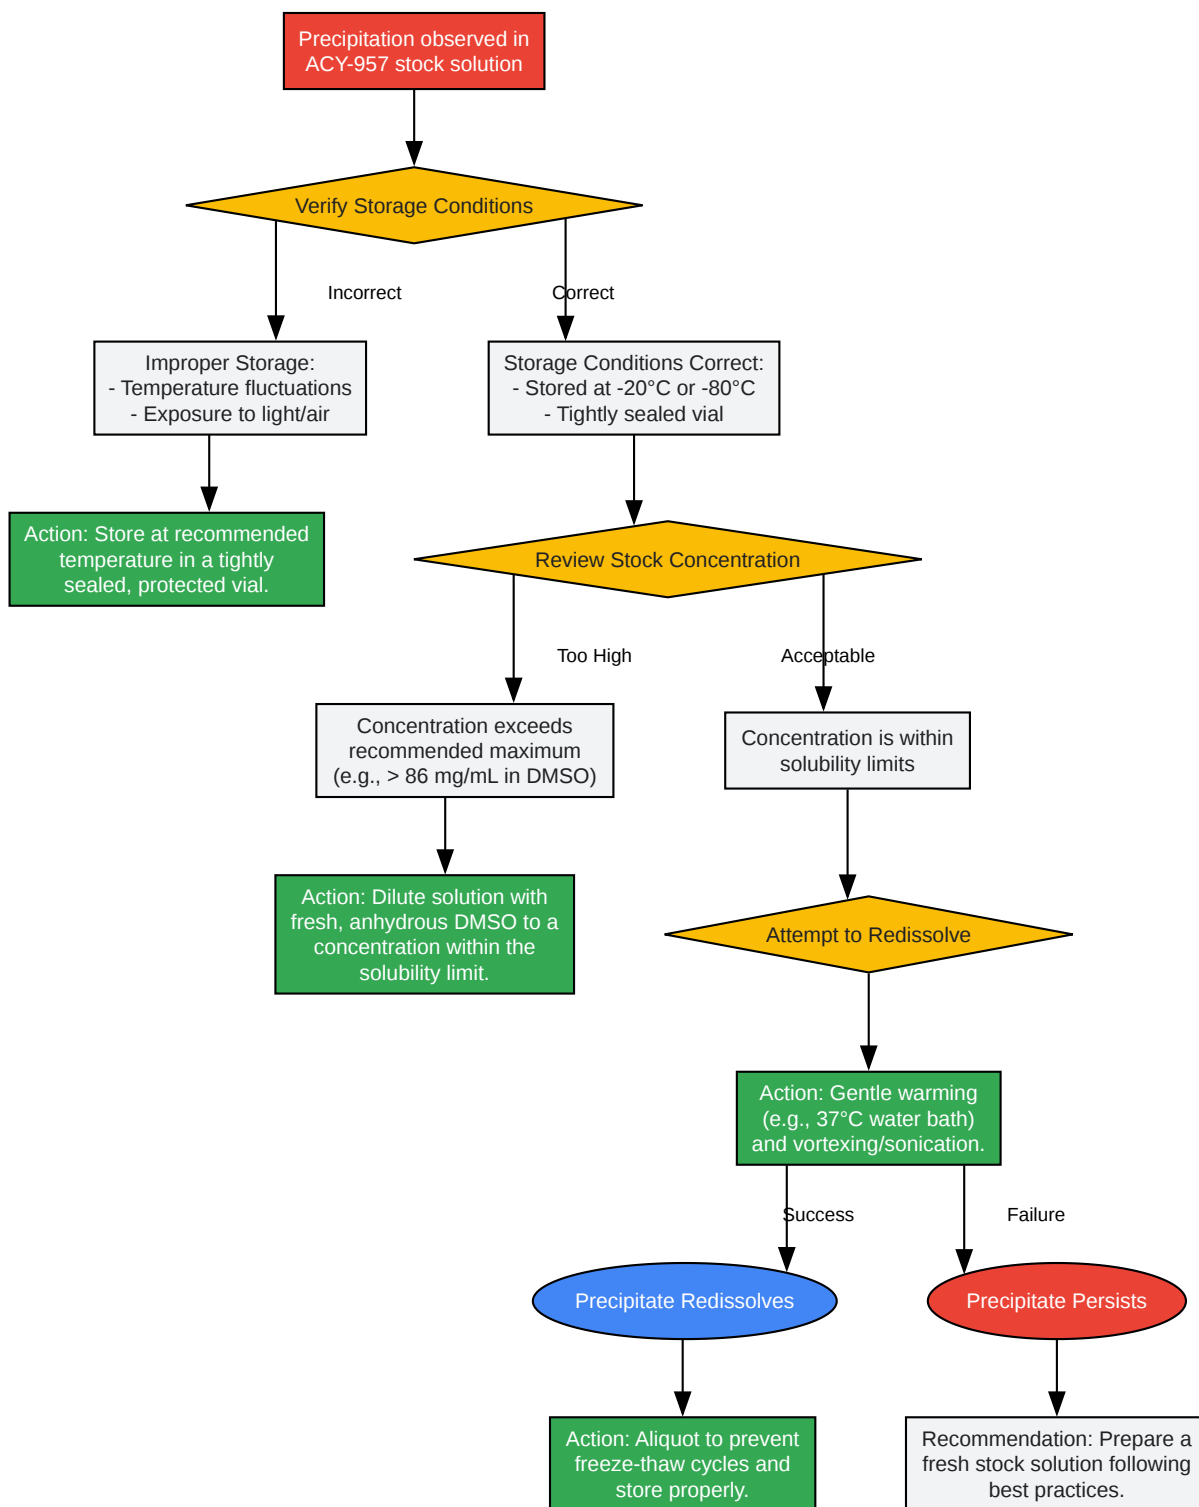 Precipitation observed in
ACY-957 stock solution
Verify Storage Conditions
Incorrect
Correct
Improper Storage:
- Temperature fluctuations
- Exposure to light/air
Storage Conditions Correct:
- Stored at -20°C or -80°C
- Tightly sealed vial
Action: Store at recommended
temperature in a tightly
sealed, protected vial.
Review Stock Concentration
Too High
Acceptable
Concentration exceeds
recommended maximum
(e.g., > 86 mg/mL in DMSO)
Concentration is within
solubility limits
Action: Dilute solution with
fresh, anhydrous DMSO to a
concentration within the
solubility limit.
Attempt to Redissolve
Action: Gentle warming
(e.g., 37°C water bath)
and vortexing/sonication.
Success
Failure
Precipitate Redissolves
Precipitate Persists
Action: Aliquot to prevent
freeze-thaw cycles and
store properly.
Recommendation: Prepare a
fresh stock solution following
best practices.